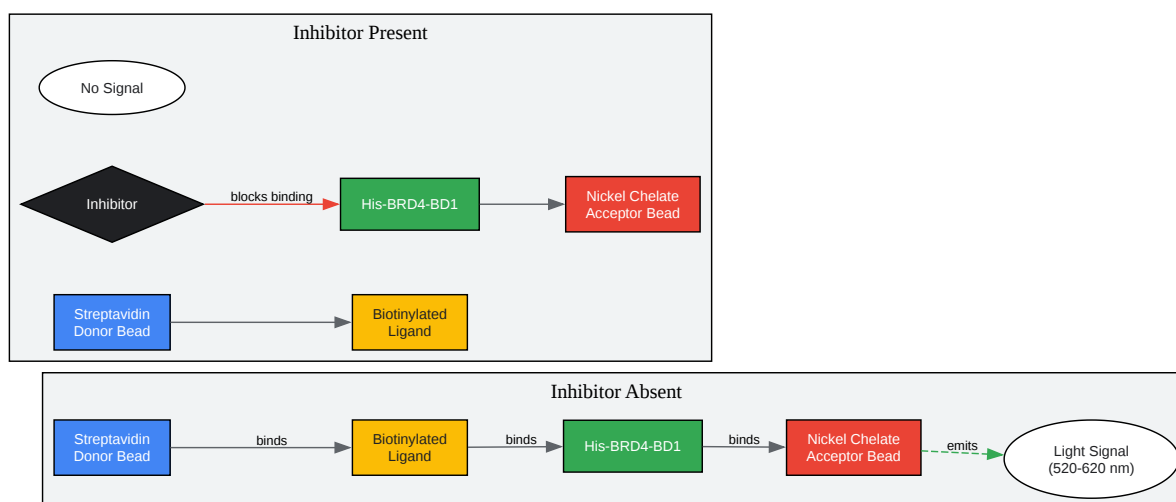 Inhibitor Present
No Signal
Inhibitor
blocks binding
His-BRD4-BD1
Nickel Chelate
Acceptor Bead
Streptavidin
Donor Bead
Biotinylated
Ligand
Inhibitor Absent
Streptavidin
Donor Bead
binds
Biotinylated
Ligand
binds
His-BRD4-BD1
binds
Nickel Chelate
Acceptor Bead
emits
Light Signal
(520-620 nm)